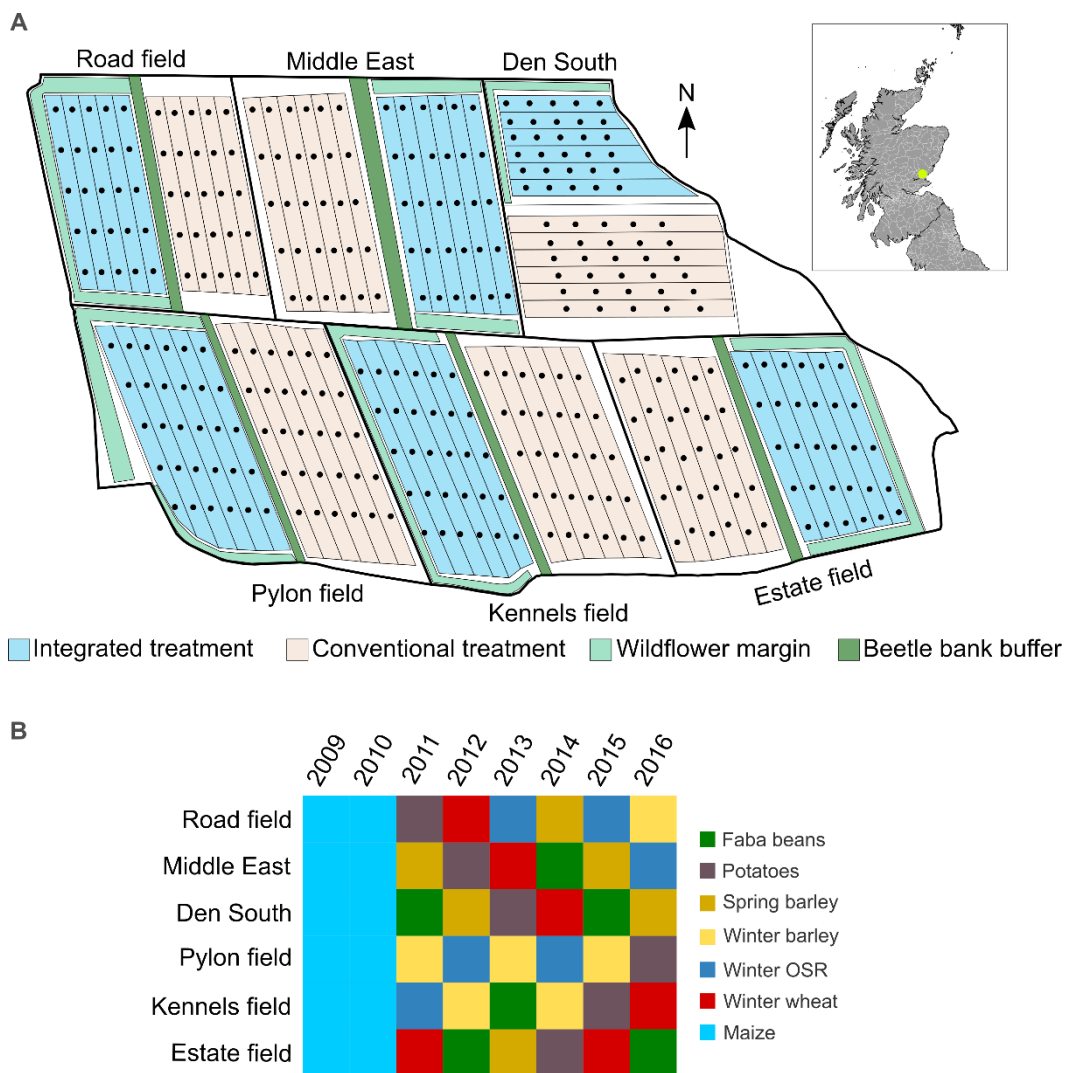 A
Road field
Middle East
Den South
N
Pylon field
Kennels field
Estate field
Integrated treatment
Conventional treatment
Wildflower margin
Beetle bank buffer
B
2009 2010 2011 2012 2013 2014 2015 2016
Road field
Middle East
Den South
Pylon field
Kennels field
Estate field
Faba beans
Potatoes
Spring barley
Winter barley
Winter OSR
Winter wheat
Maize